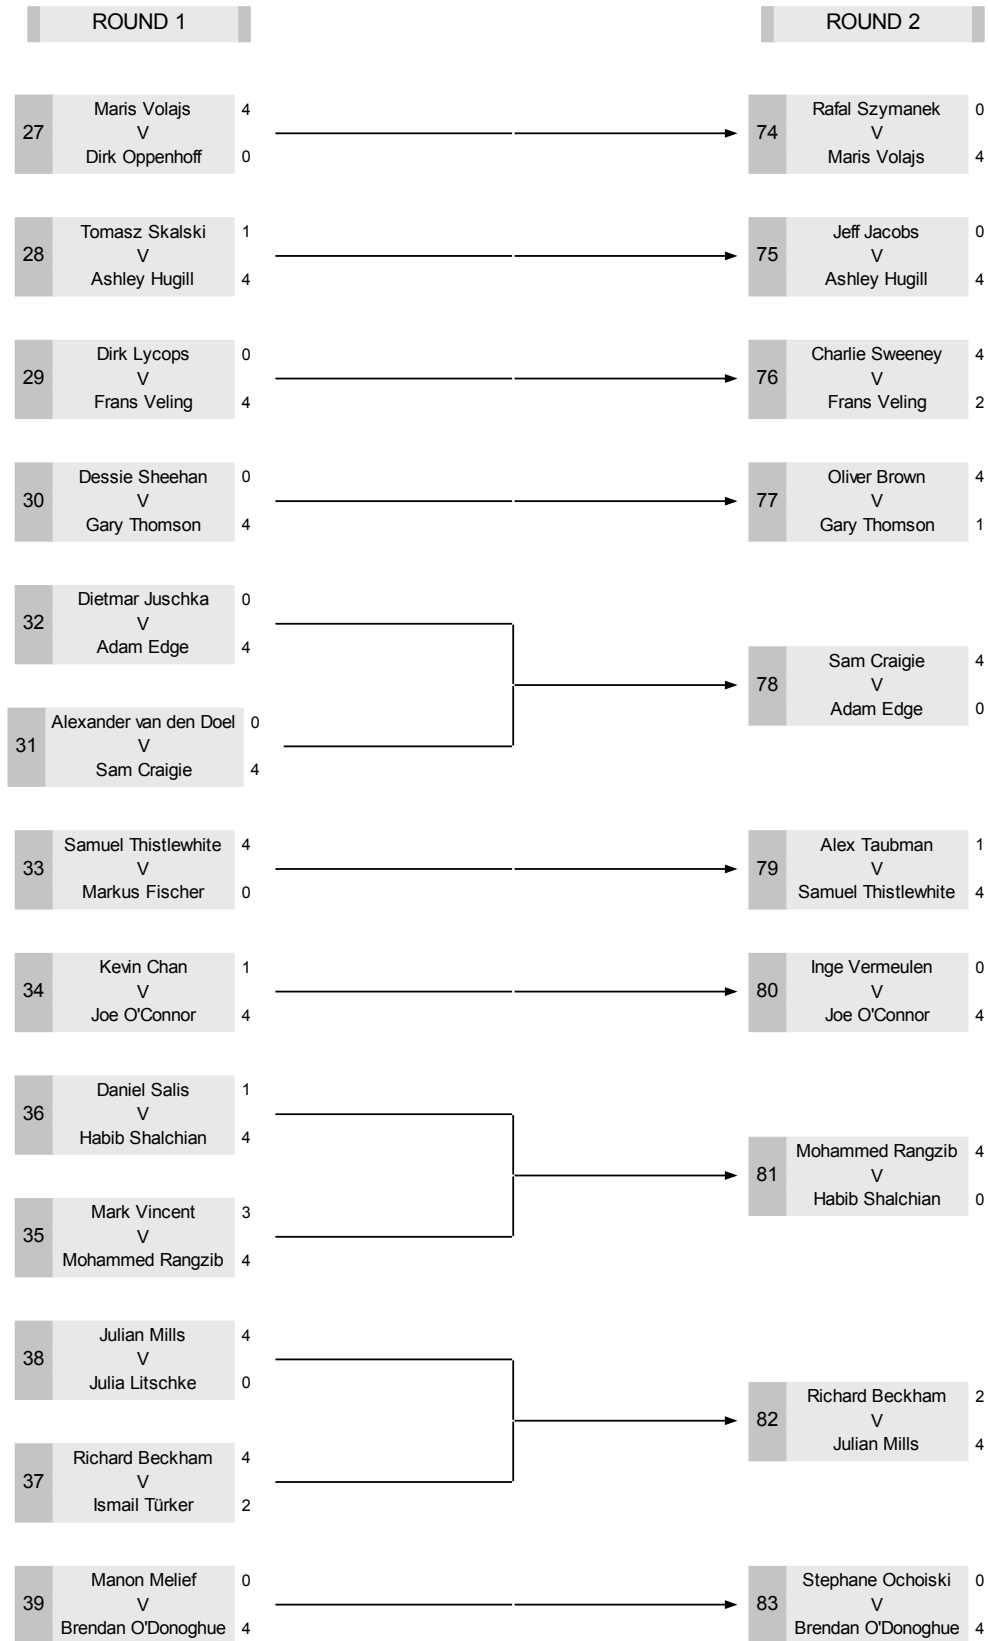 ROUND 1
ROUND 2
27
Maris Volajs 4
V
Dirk Oppenhoff 0
74
Rafal Szymanek 0
V
Maris Volajs 4
28
Tomasz Skalski 1
V
Ashley Hugill 4
75
Jeff Jacobs 0
V
Ashley Hugill 4
29
Dirk Lycops 0
V
Frans Veling 4
76
Charlie Sweeney 4
V
Frans Veling 2
30
Dessie Sheehan 0
V
Gary Thomson 4
77
Oliver Brown 4
V
Gary Thomson 1
32
Dietmar Juschka 0
V
Adam Edge 4
31
Alexander van den Doel 0
V
Sam Craigie 4
78
Sam Craigie 4
V
Adam Edge 0
33
Samuel Thistlewhite 4
V
Markus Fischer 0
79
Alex Taubman 1
V
Samuel Thistlewhite 4
34
Kevin Chan 1
V
Joe O'Connor 4
80
Inge Vermeulen 0
V
Joe O'Connor 4
36
Daniel Salis 1
V
Habib Shalchian 4
35
Mark Vincent 3
V
Mohammed Rangzib 4
81
Mohammed Rangzib 4
V
Habib Shalchian 0
38
Julian Mills 4
V
Julia Litschke 0
37
Richard Beckham 4
V
Ismail Türker 2
82
Richard Beckham 2
V
Julian Mills 4
39
Manon Melief 0
V
Brendan O'Donoghue 4
83
Stephane Ochoiski 0
V
Brendan O'Donoghue 4